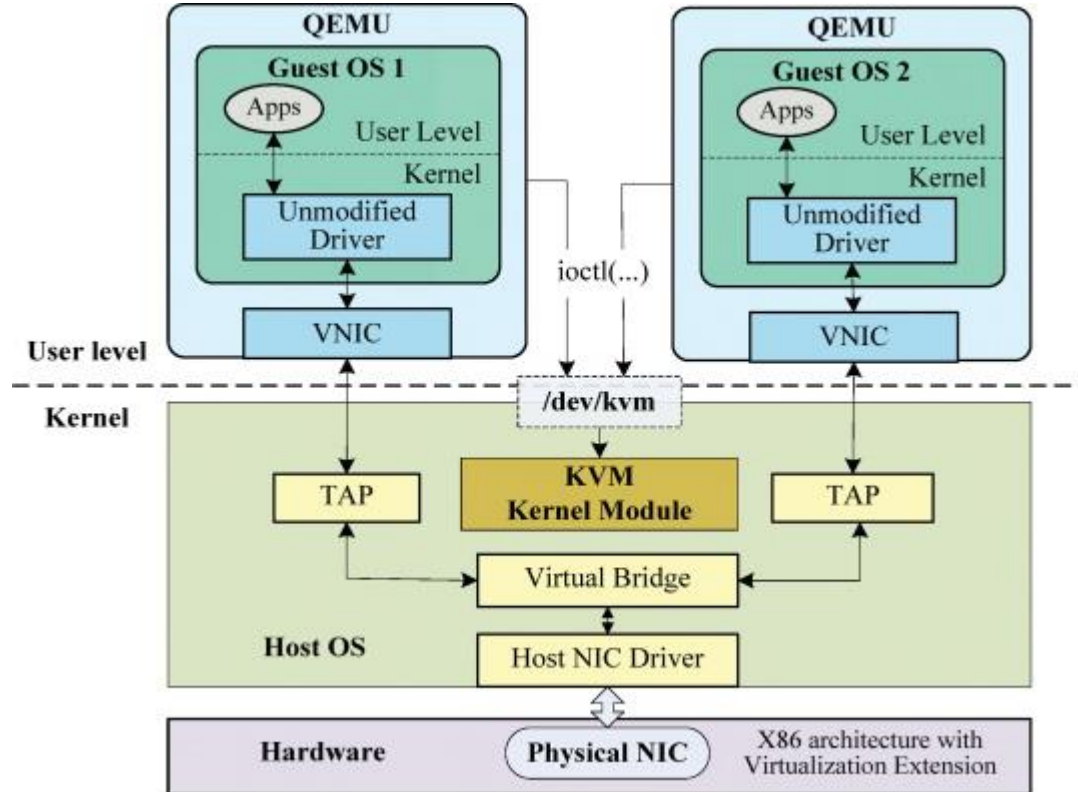 QEMU
Guest OS 1
Apps
User Level
Kernel
Unmodified
Driver
VNIC
QEMU
Guest OS 2
Apps
User Level
Kernel
Unmodified
Driver
VNIC
ioctl(...)
User level
Kernel
/dev/kvm
TAP
KVM
Kernel Module
TAP
Virtual Bridge
Host OS
Host NIC Driver
Hardware
Physical NIC
X86 architecture with
Virtualization Extension